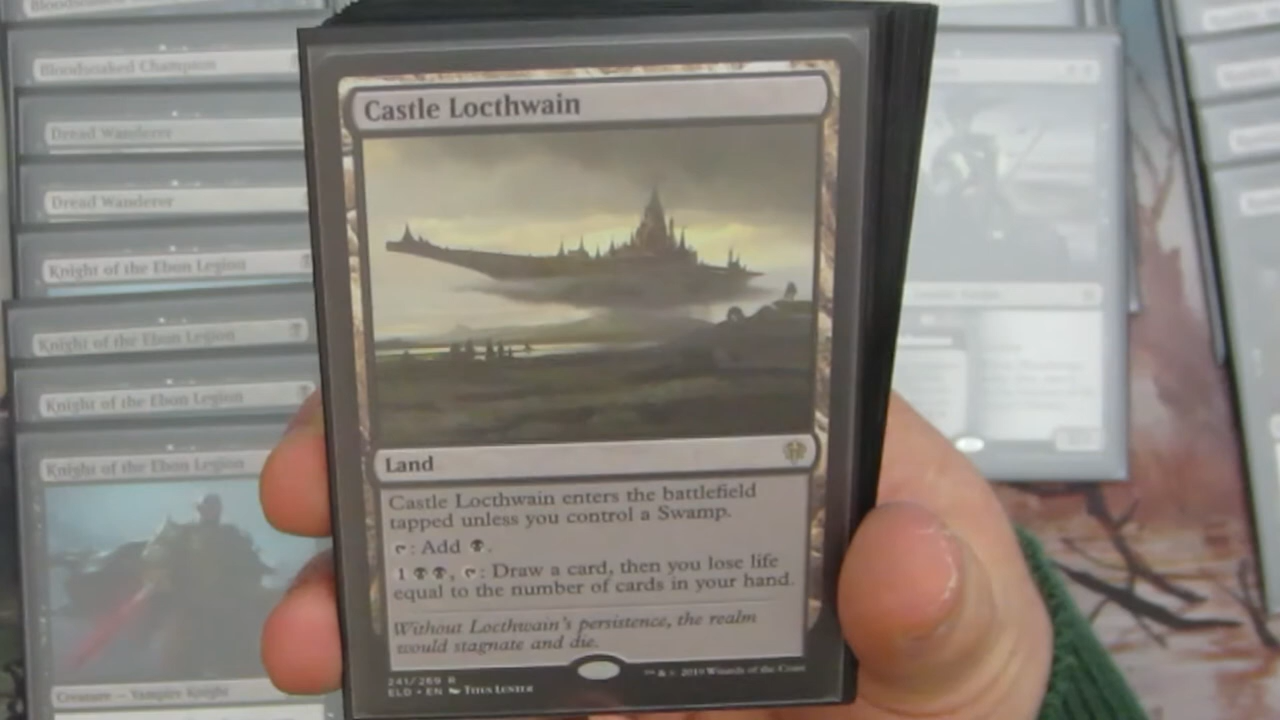 Bloodsoaked Champion
Dread Wanderer
Dread Wanderer
Knight of the Ebon Legion
Knight of the Ebon Legion
Knight of the Ebon Legion
Knight of the Ebon Legion
Creature — Vampire Knight
Castle Locthwain
Land
Castle Locthwain enters the battlefield
tapped unless you control a Swamp.
: Add .
1 , : Draw a card, then you lose life
equal to the number of cards in your hand.
Without Locthwain's persistence, the realm
would stagnate and die.
241/269 R
ELD • EN Titus Lunter
™ & © 2019 Wizards of the Coast